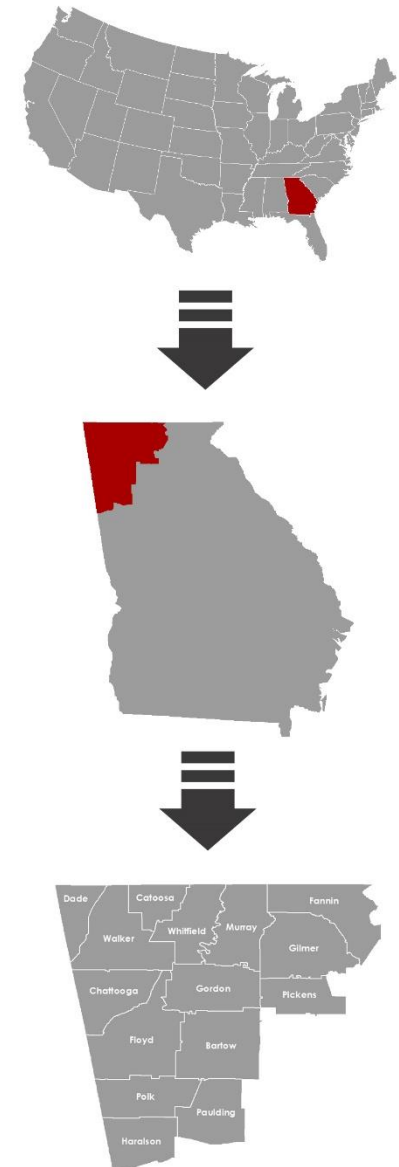 Dade
Catoosa
Fannin
Walker
Whitfield
Murray
Gilmer
Chattooga
Gordon
Pickens
Floyd
Bartow
Polk
Paulding
Haralson